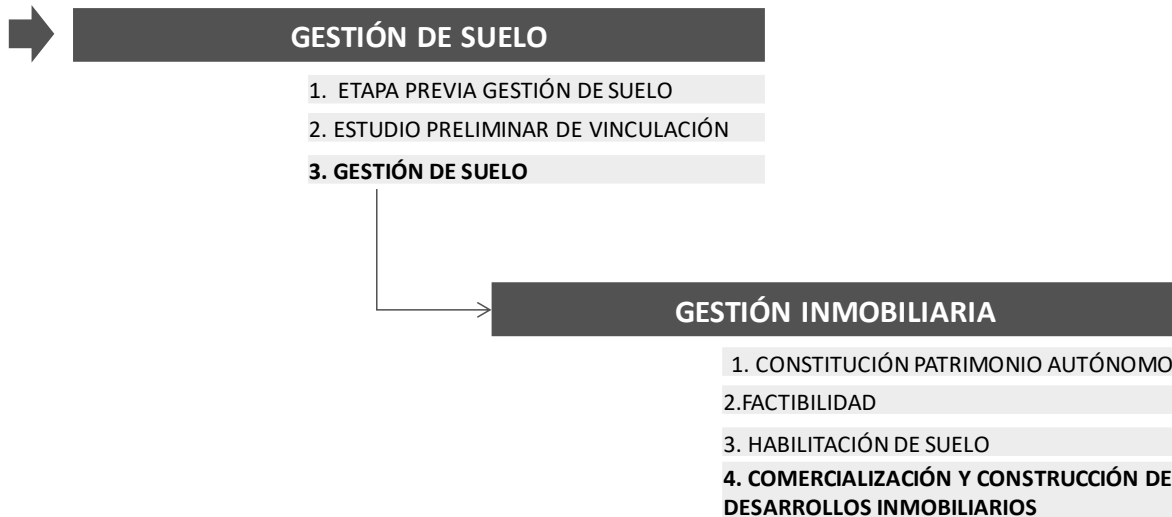 GESTIÓN DE SUELO
1. ETAPA PREVIA GESTIÓN DE SUELO
2. ESTUDIO PRELIMINAR DE VINCULACIÓN
3. GESTIÓN DE SUELO
GESTIÓN INMOBILIARIA
1. CONSTITUCIÓN PATRIMONIO AUTÓNOMO
2.FACTIBILIDAD
3. HABILITACIÓN DE SUELO
4. COMERCIALIZACIÓN Y CONSTRUCCIÓN DE
DESARROLLOS INMOBILIARIOS